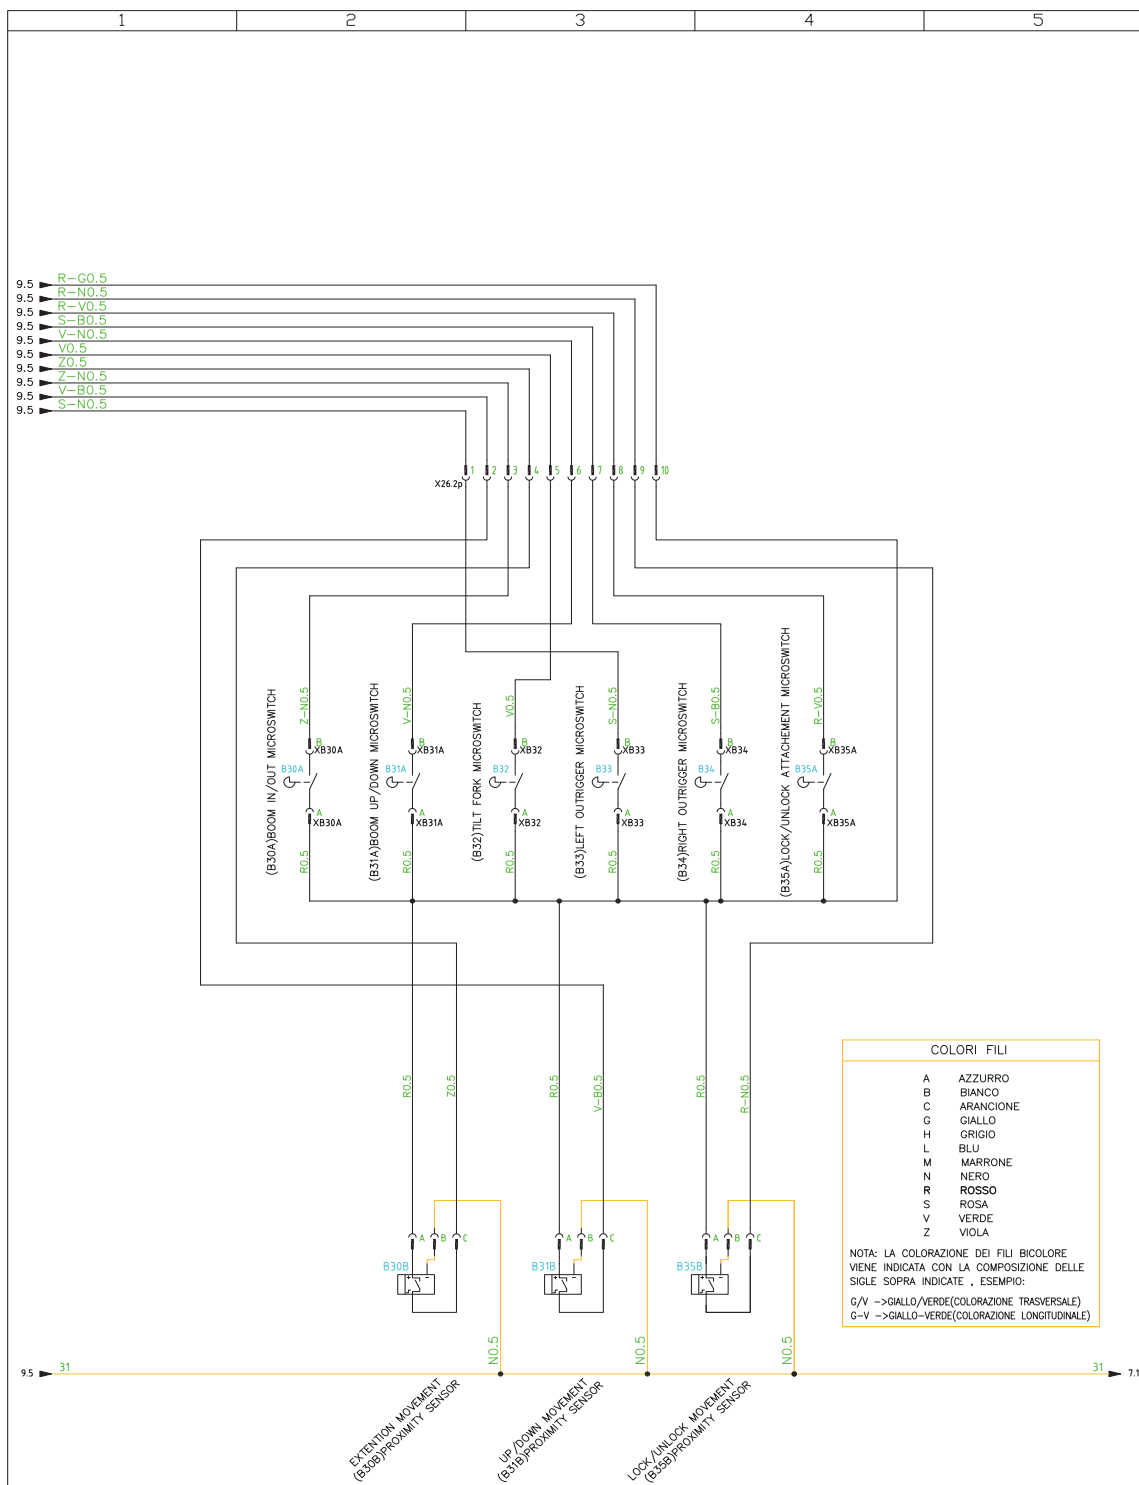 1 2 3 4 5
9.5 R-G0.5
9.5 R-N0.5
9.5 R-V0.5
9.5 S-B0.5
9.5 V-N0.5
9.5 V0.5
9.5 Z0.5
9.5 Z-N0.5
9.5 V-B0.5
9.5 S-N0.5
1 2 3 4 5 6 7 8 9 10
X26.2p
(B30A)BOOM IN/OUT MICROSWITCH
Z-N0.5
B
XB30A
B30A
A
XB30A
R0.5
(B31A)BOOM UP/DOWN MICROSWITCH
V-N0.5
B
XB31A
B31A
A
XB31A
R0.5
(B32)TILT FORK MICROSWITCH
V0.5
B
XB32
B32
A
XB32
R0.5
(B33)LEFT OUTRIGGER MICROSWITCH
S-N0.5
B
XB33
B33
A
XB33
R0.5
(B34)RIGHT OUTRIGGER MICROSWITCH
S-B0.5
B
XB34
B34
A
XB34
R0.5
(B35A)LOCK/UNLOCK ATTACHEMENT MICROSWITCH
R-V0.5
B
XB35A
B35A
A
XB35A
R0.5
R0.5
Z0.5
A B C
B30B
+ -
N0.5
R0.5
V-B0.5
A B C
B31B
+ -
N0.5
R0.5
R-N0.5
A B C
B35B
+ -
N0.5
COLORI FILI
A AZZURRO
B BIANCO
C ARANCIONE
G GIALLO
H GRIGIO
L BLU
M MARRONE
N NERO
R ROSSO
S ROSA
V VERDE
Z VIOLA
NOTA: LA COLORAZIONE DEI FILI BICOLORE
VIENE INDICATA CON LA COMPOSIZIONE DELLE
SIGLE SOPRA INDICATE , ESEMPIO:
G/V ->GIALLO/VERDE(COLORAZIONE TRASVERSALE)
G-V ->GIALLO-VERDE(COLORAZIONE LONGITUDINALE)
9.5 31 31 7.1
EXTENTION MOVEMENT
(B30B)PROXIMITY SENSOR
UP/DOWN MOVEMENT
(B31B)PROXIMITY SENSOR
LOCK/UNLOCK MOVEMENT
(B35B)PROXIMITY SENSOR